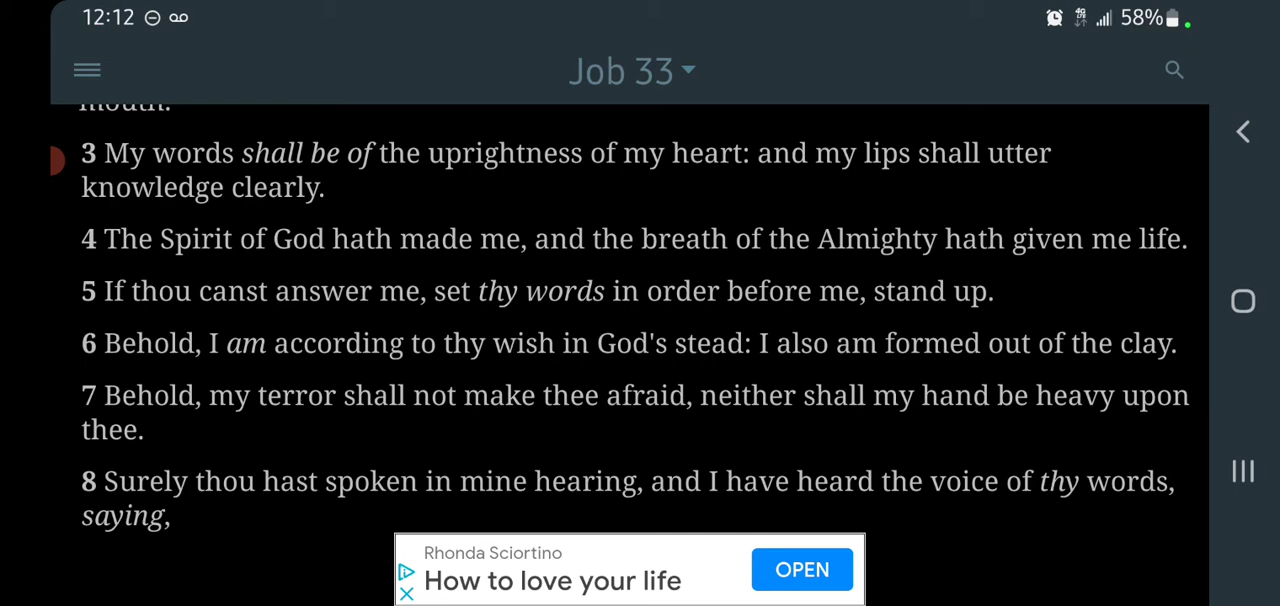 12:12 58%
Job 33
mouth.
3 My words shall be of the uprightness of my heart: and my lips shall utter
knowledge clearly.
4 The Spirit of God hath made me, and the breath of the Almighty hath given me life.
5 If thou canst answer me, set thy words in order before me, stand up.
6 Behold, I am according to thy wish in God's stead: I also am formed out of the clay.
7 Behold, my terror shall not make thee afraid, neither shall my hand be heavy upon
thee.
8 Surely thou hast spoken in mine hearing, and I have heard the voice of thy words,
saying,
Rhonda Sciortino
How to love your life
OPEN